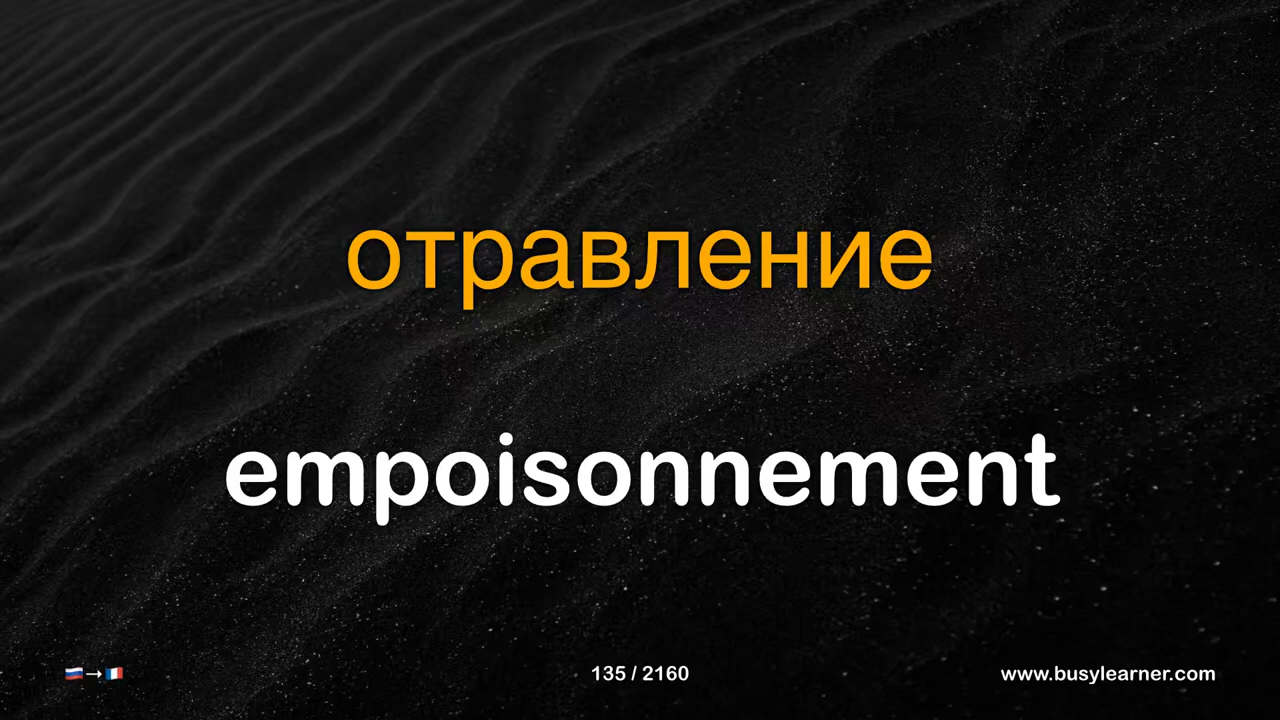 отравление
empoisonnement
🇷🇺→🇫🇷
135 / 2160
www.busylearner.com